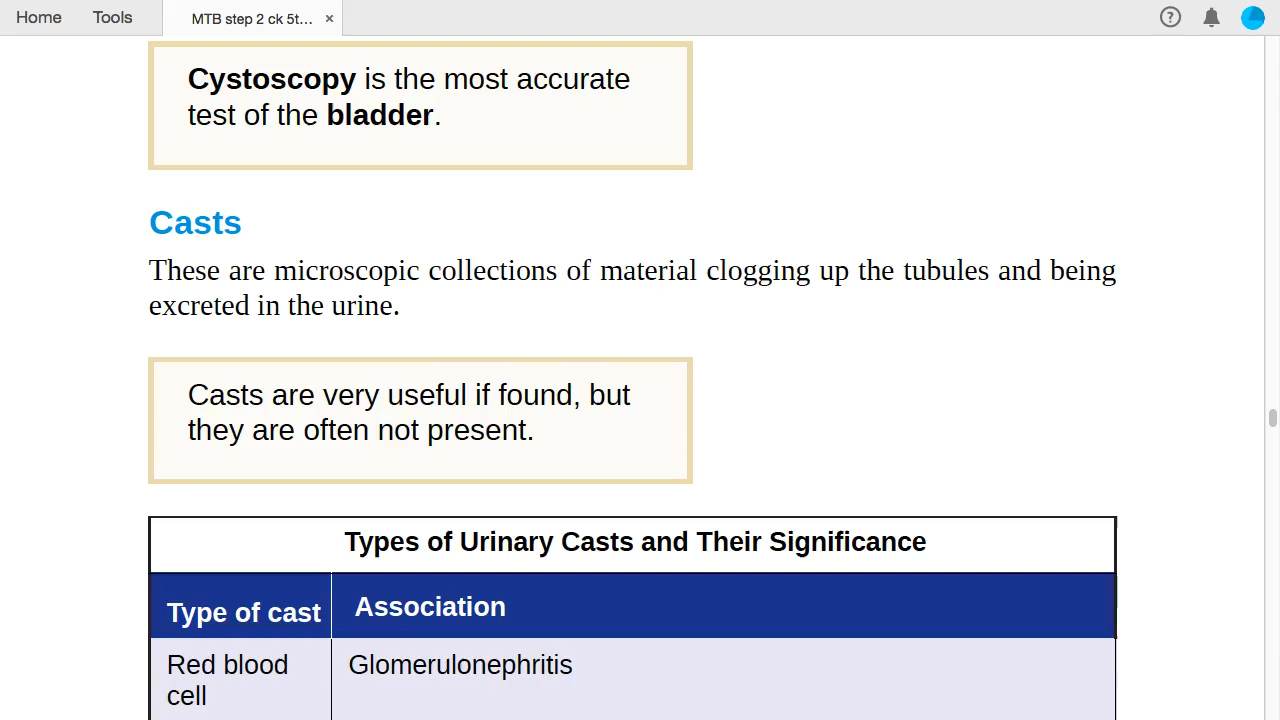 Home Tools MTB step 2 ck 5t... ×
Cystoscopy is the most accurate
test of the bladder.
Casts
These are microscopic collections of material clogging up the tubules and being
excreted in the urine.
Casts are very useful if found, but
they are often not present.
Types of Urinary Casts and Their Significance
Type of cast Association
Red blood Glomerulonephritis
cell